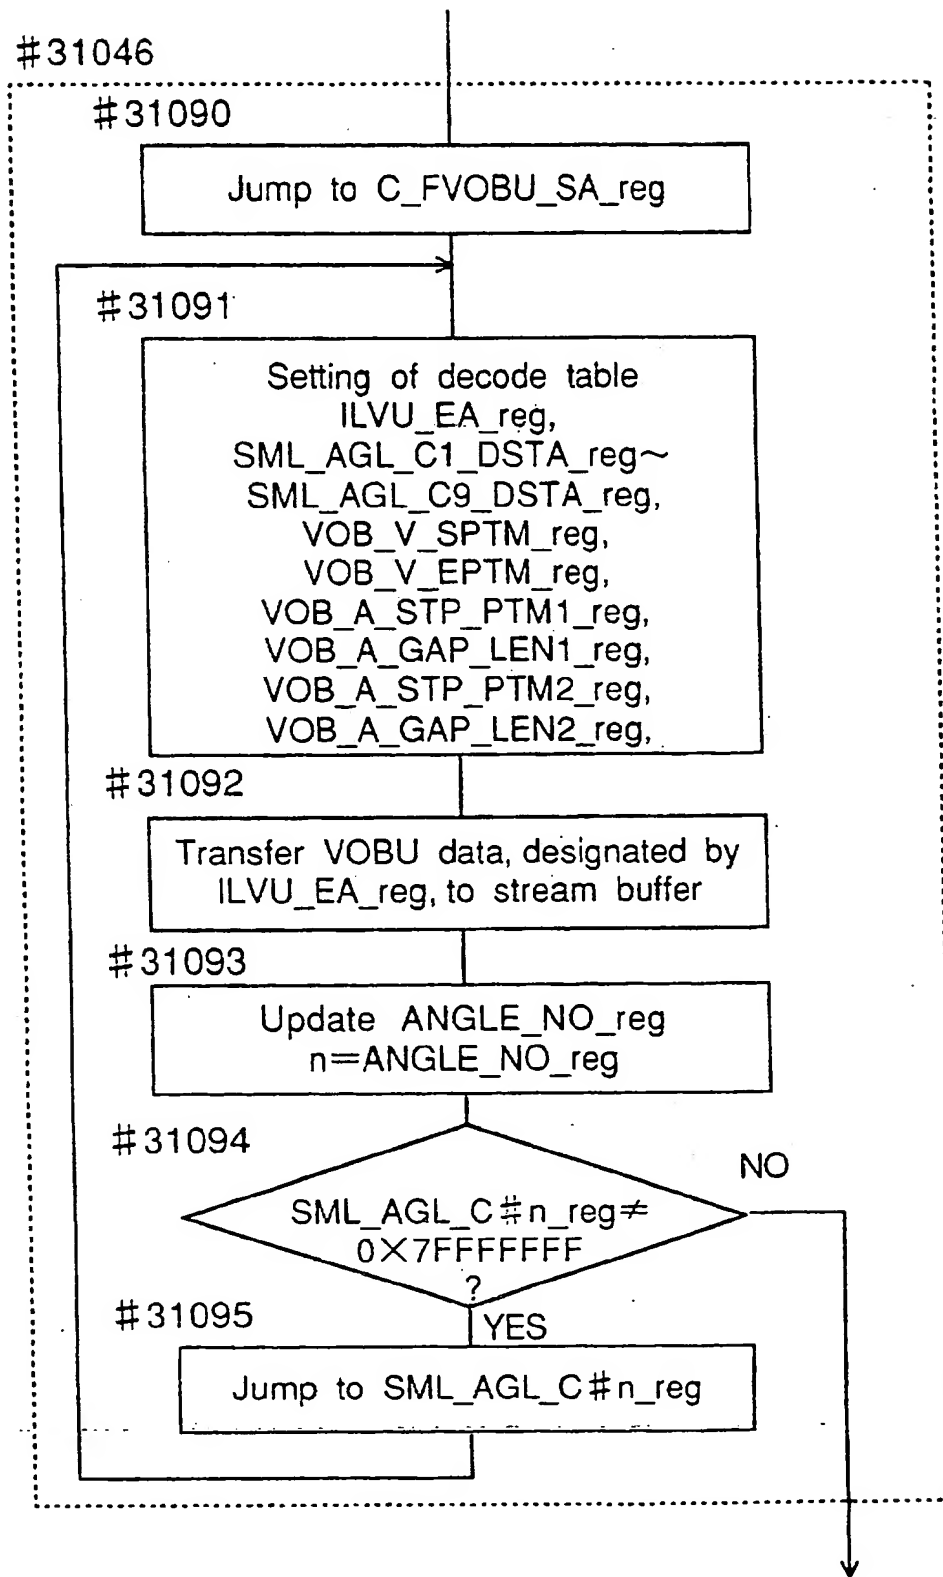 #31046
#31090
Jump to C_FVOBU_SA_reg
#31091
Setting of decode table
ILVU_EA_reg,
SML_AGL_C1_DSTA_reg~
SML_AGL_C9_DSTA_reg,
VOB_V_SPTM_reg,
VOB_V_EPTM_reg,
VOB_A_STP_PTM1_reg,
VOB_A_GAP_LEN1_reg,
VOB_A_STP_PTM2_reg,
VOB_A_GAP_LEN2_reg,
#31092
Transfer VOBU data, designated by
ILVU_EA_reg, to stream buffer
#31093
Update ANGLE_NO_reg
n=ANGLE_NO_reg
#31094
NO
SML_AGL_C#n_reg≠
0×7FFFFFFF
?
#31095
YES
Jump to SML_AGL_C#n_reg